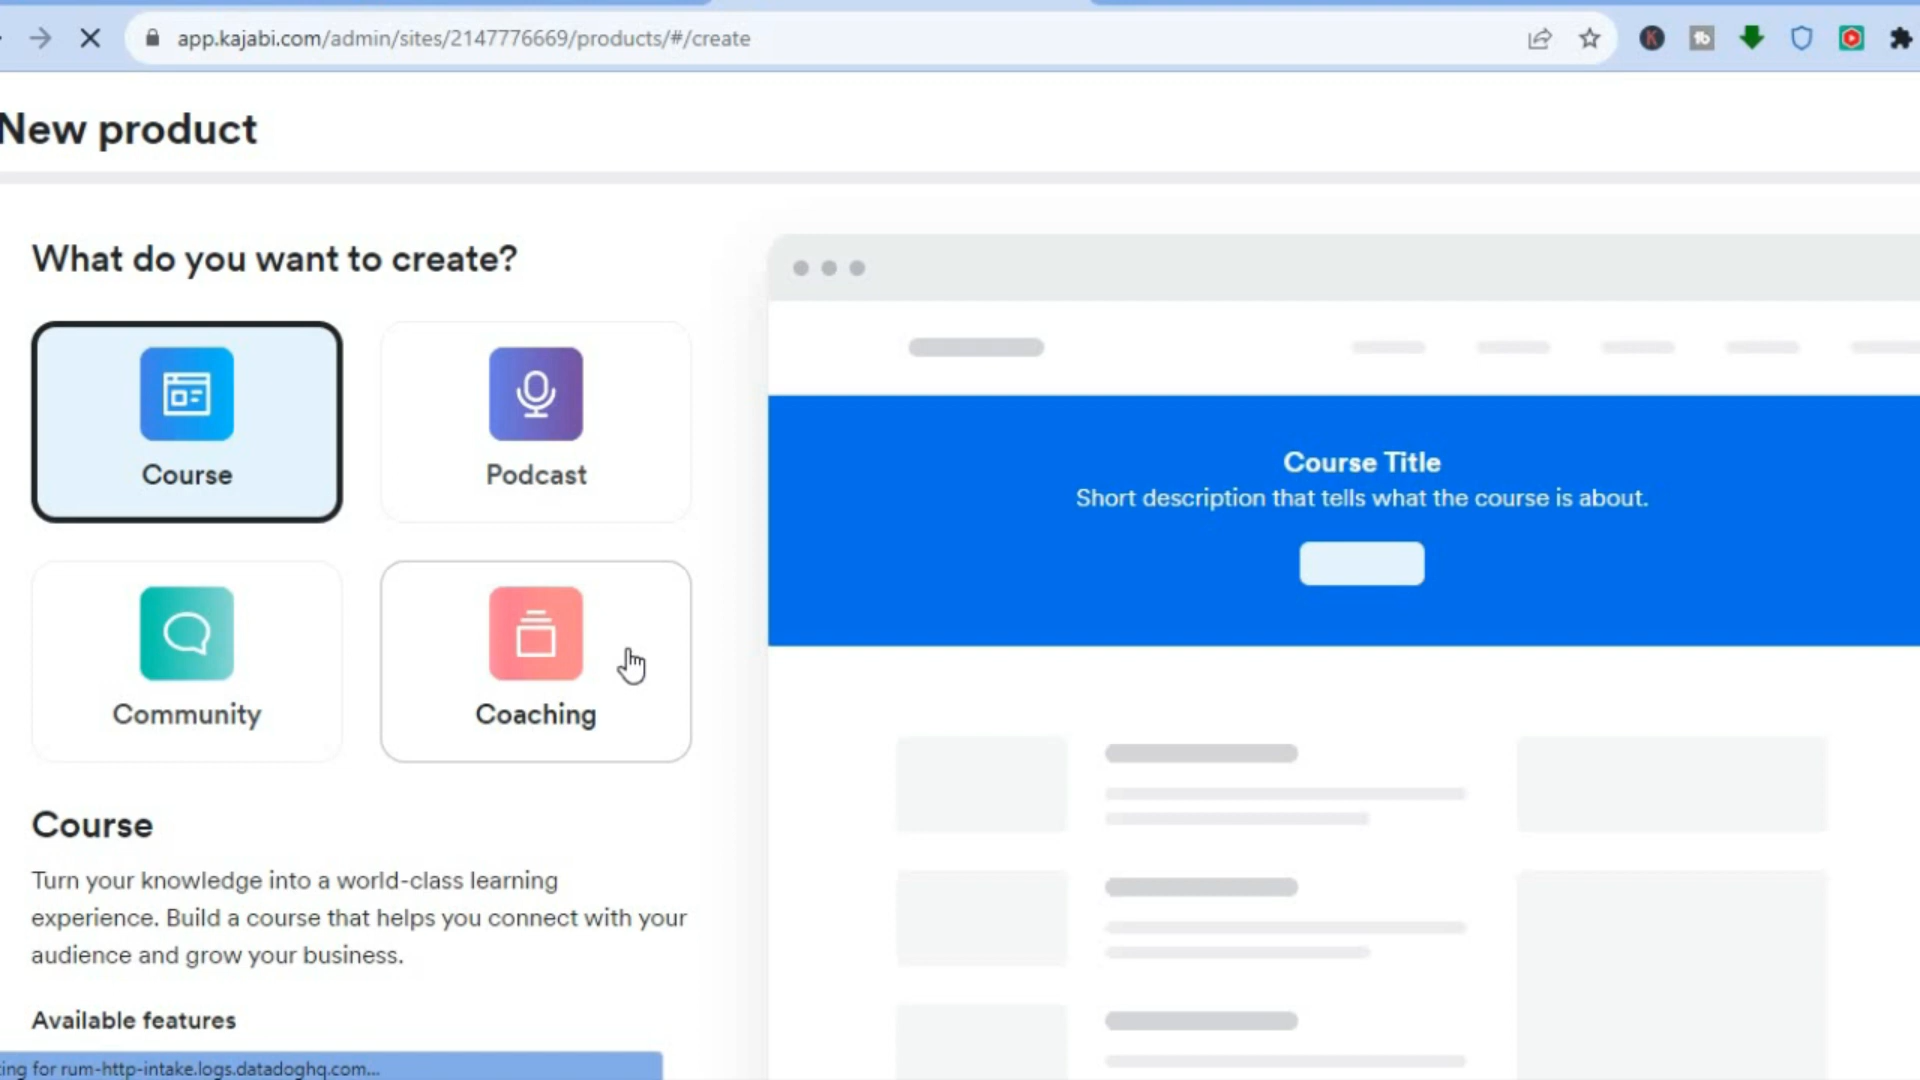 app.kajabi.com/admin/sites/2147776669/products/#/create
New product
What do you want to create?
Course
Podcast
Community
Coaching
Course
Turn your knowledge into a world-class learning
experience. Build a course that helps you connect with your
audience and grow your business.
Available features
ing for rum-http-intake.logs.datadoghq.com...
Course Title
Short description that tells what the course is about.